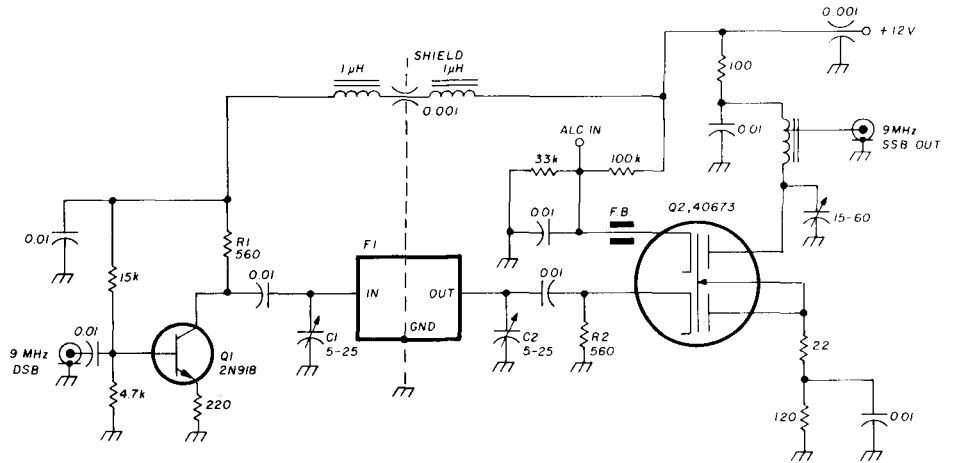 0.001
+12V
SHIELD
1μH
1μH
100
0.001
0.01
9MHz
SSB OUT
ALC IN
33k
100k
15-60
0.01
F.B.
Q2,40673
0.01
R1
560
F1
15k
0.01
IN
OUT
0.01
GND
C1
5-25
C2
5-25
R2
560
22
0.01
9 MHz
DSB
Q1
2N918
4.7k
220
120
0.01